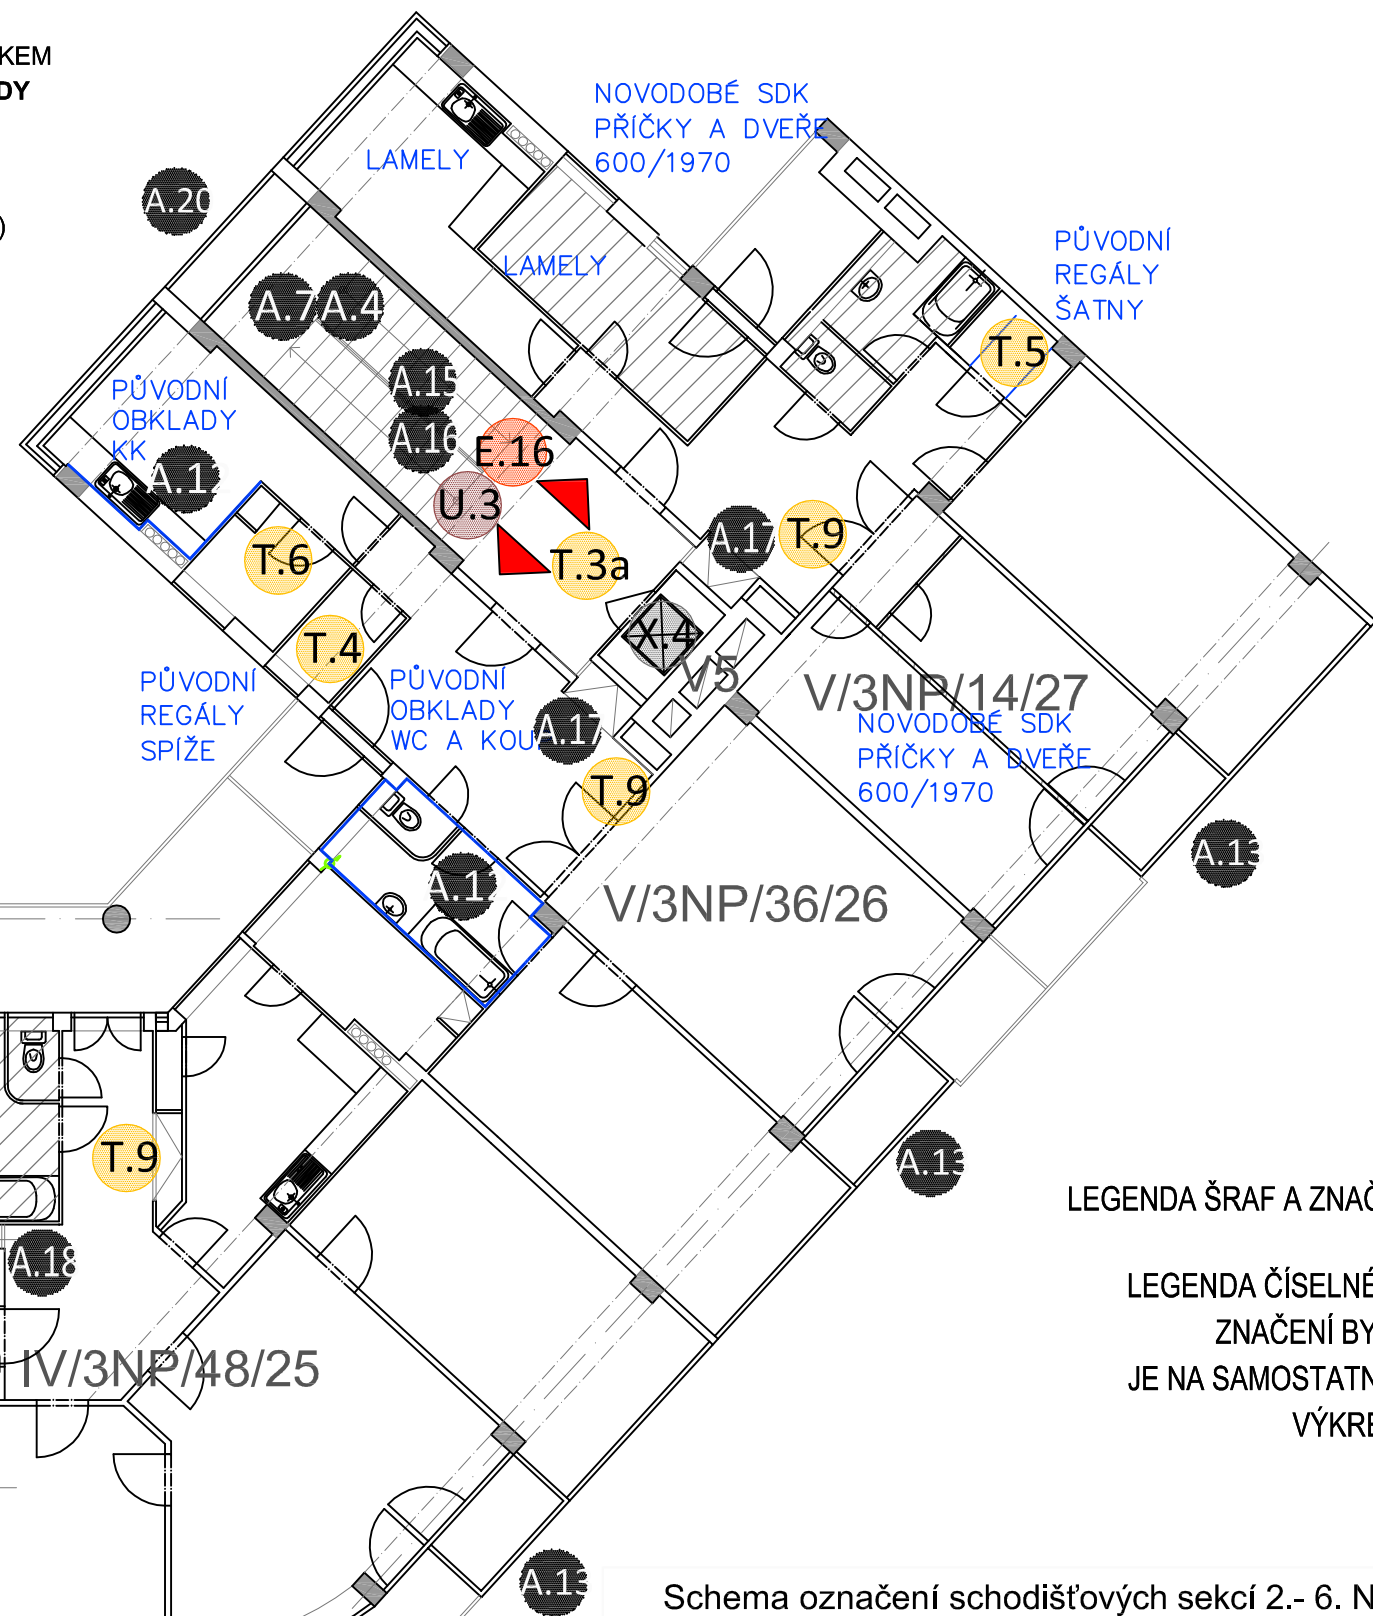 KEM
DY
)
NOVODOBÉ SDK
PŘÍČKY A DVEŘE
600/1970
LAMELY
A.20
LAMELY
PŮVODNÍ
REGÁLY
ŠATNY
A.7
A.4
T.5
A.15
A.16
PŮVODNÍ
OBKLADY
KK
E.16
U.3
A.17
T.9
T.6
T.3a
X.4
T.4
V5
V/3NP/14/27
PŮVODNÍ
REGÁLY
SPÍŽE
PŮVODNÍ
OBKLADY
WC A KOU
A.17
NOVODOBÉ SDK
PŘÍČKY A DVEŘE
600/1970
T.9
A.13
V/3NP/36/26
T.9
A.13
A.18
IV/3NP/48/25
LEGENDA ŠRAF A ZNAČ
LEGENDA ČÍSELNÉ
ZNAČENÍ BY
JE NA SAMOSTATN
VÝKRE
A.13
Schema označení schodišťových sekcí 2.- 6. N